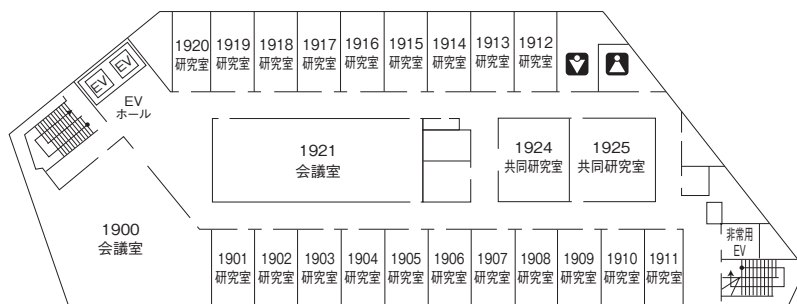 1920
研究室
1919
研究室
1918
研究室
1917
研究室
1916
研究室
1915
研究室
1914
研究室
1913
研究室
1912
研究室
EV
EV
EV
ホール
1921
会議室
1924
共同研究室
1925
共同研究室
1900
会議室
1901
研究室
1902
研究室
1903
研究室
1904
研究室
1905
研究室
1906
研究室
1907
研究室
1908
研究室
1909
研究室
1910
研究室
1911
研究室
非常用
EV